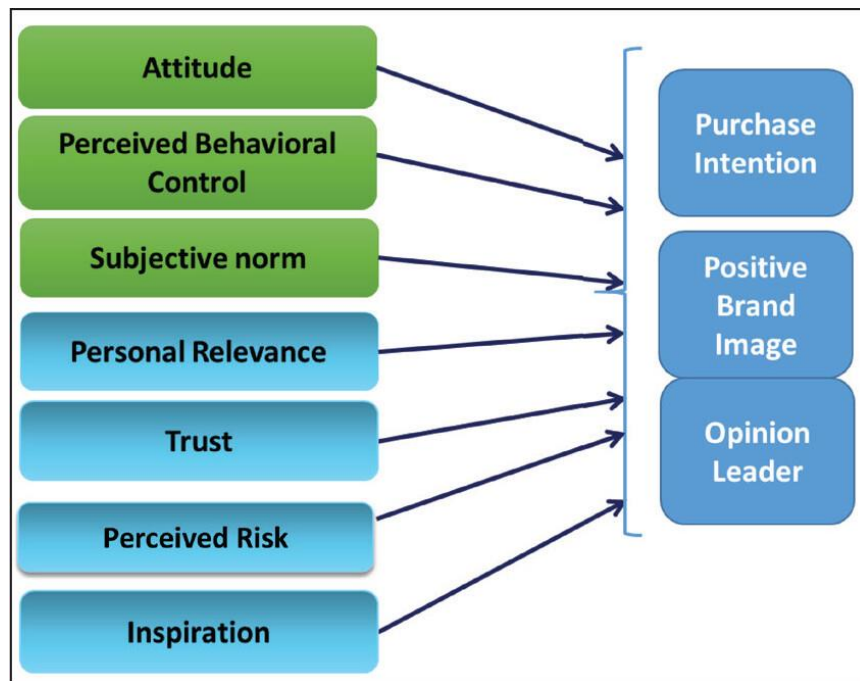 Attitude
Perceived Behavioral
Control
Subjective norm
Personal Relevance
Trust
Perceived Risk
Inspiration
Purchase
Intention
Positive
Brand
Image
Opinion
Leader